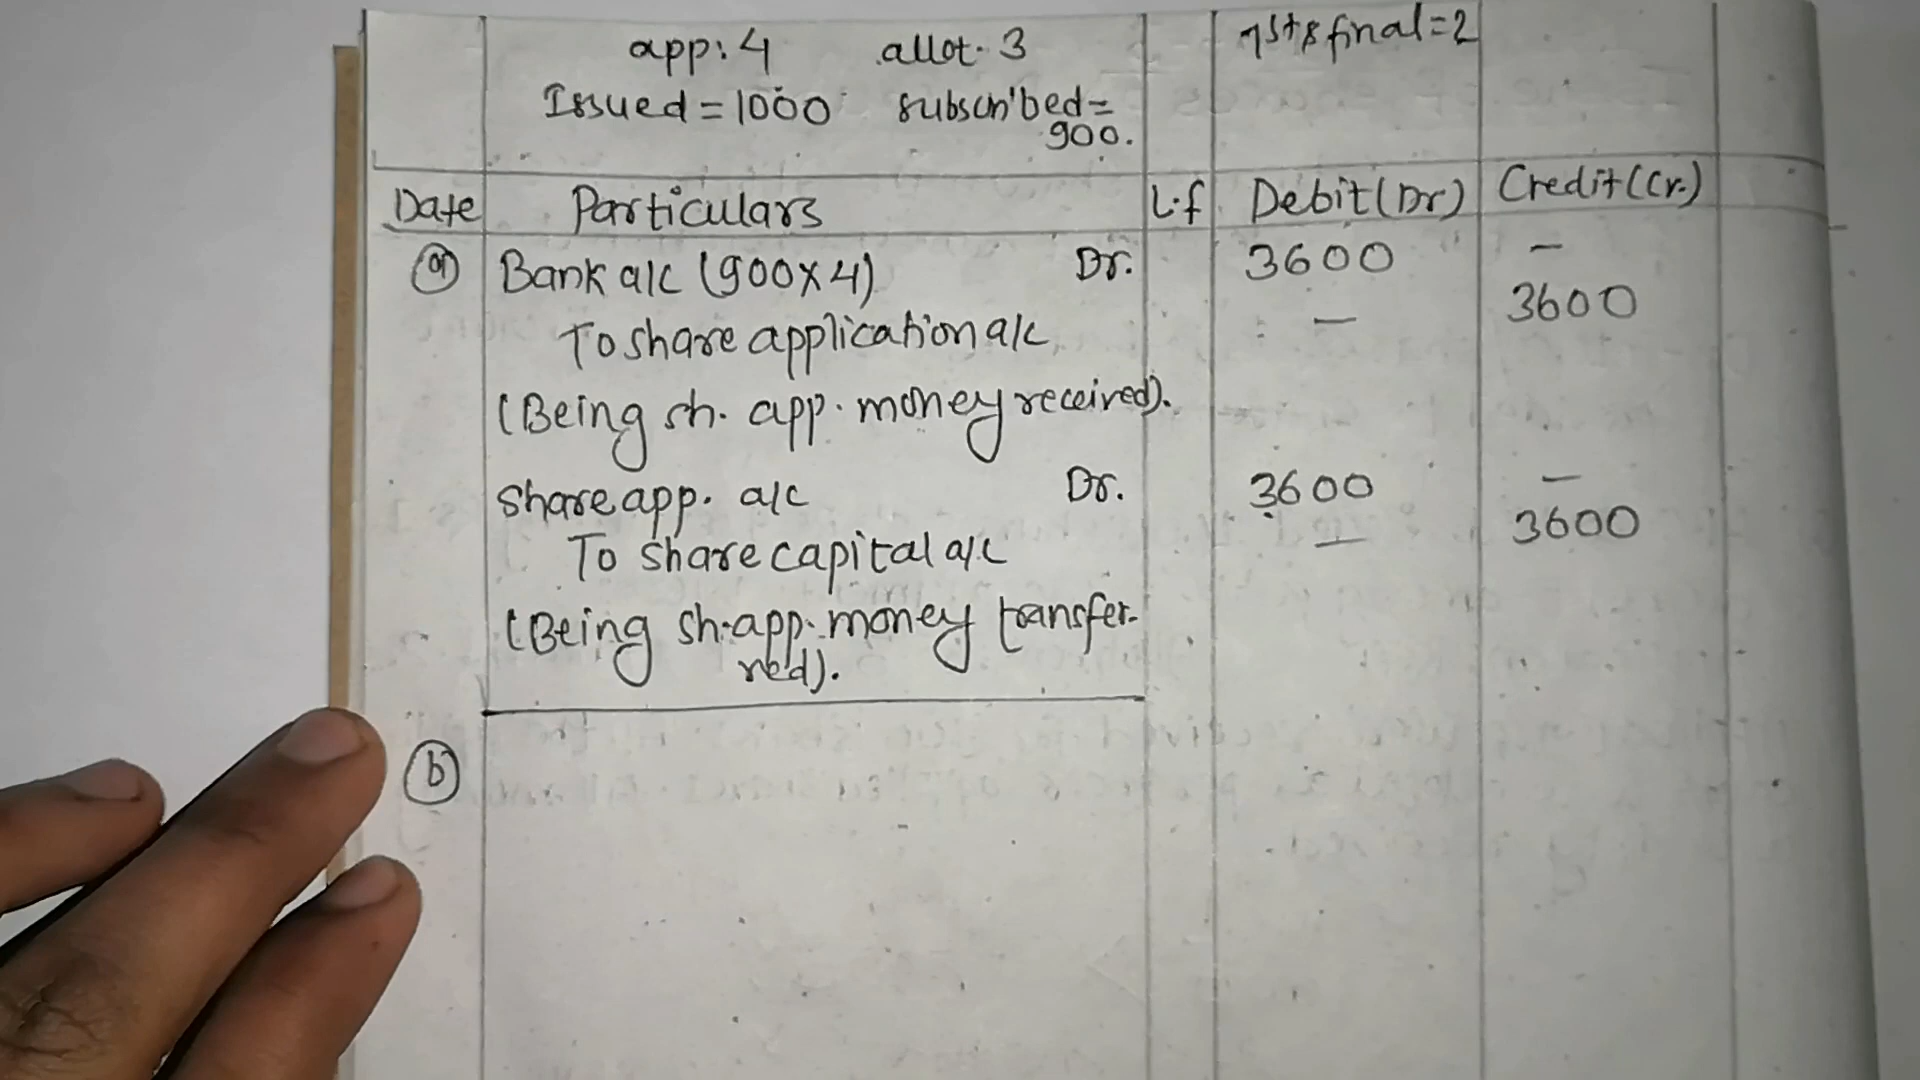 app: 4 allot. 3 1st & final = 2
Issued = 1000 subscribed =
900.
Date Particulars L.f Debit (Dr) Credit (Cr.)
(a) Bank a/c (900 x 4) Dr. 3600 —
To share application a/c — 3600
(Being sh. app. money received).
share app. a/c Dr. 3600 —
To share capital a/c — 3600
(Being sh. app. money transfer-
red).
(b)